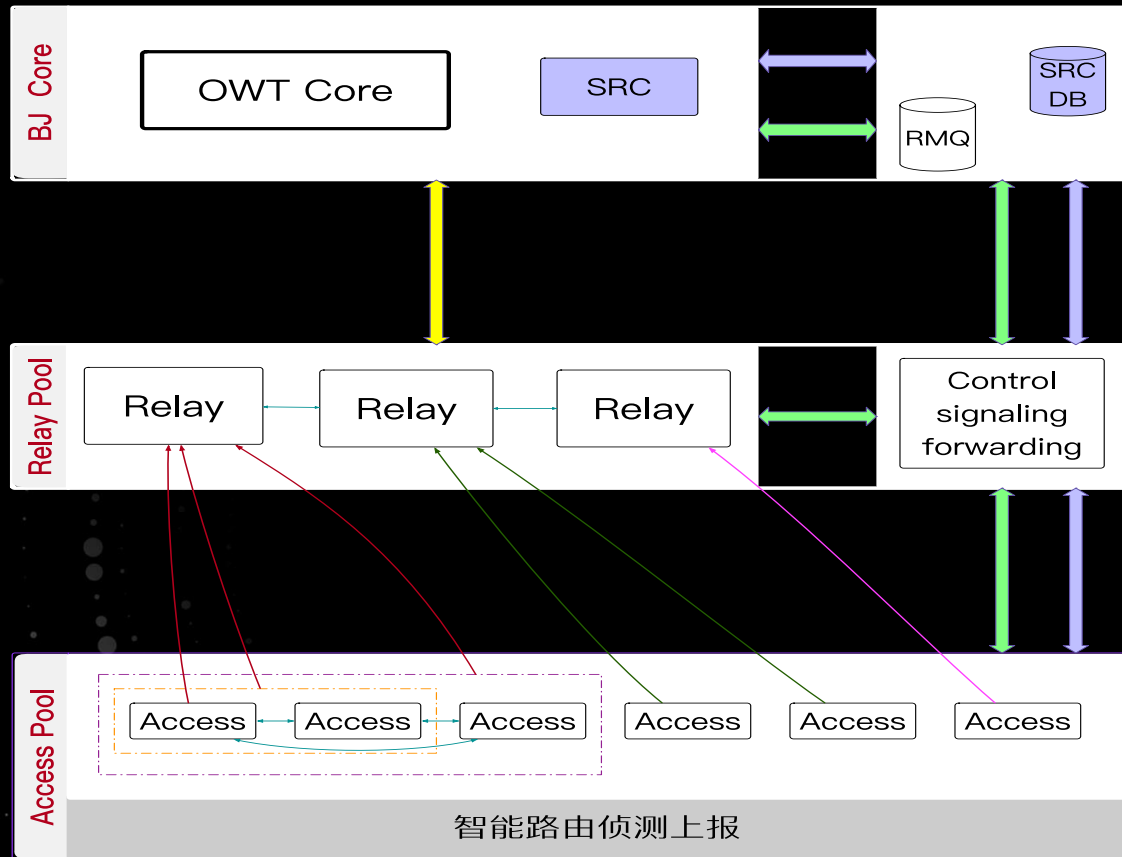 BJ Core
OWT Core
SRC
RMQ
SRC
DB
Relay Pool
Relay
Relay
Relay
Control
signaling
forwarding
Access Pool
Access
Access
Access
Access
Access
Access
智能路由侦测上报